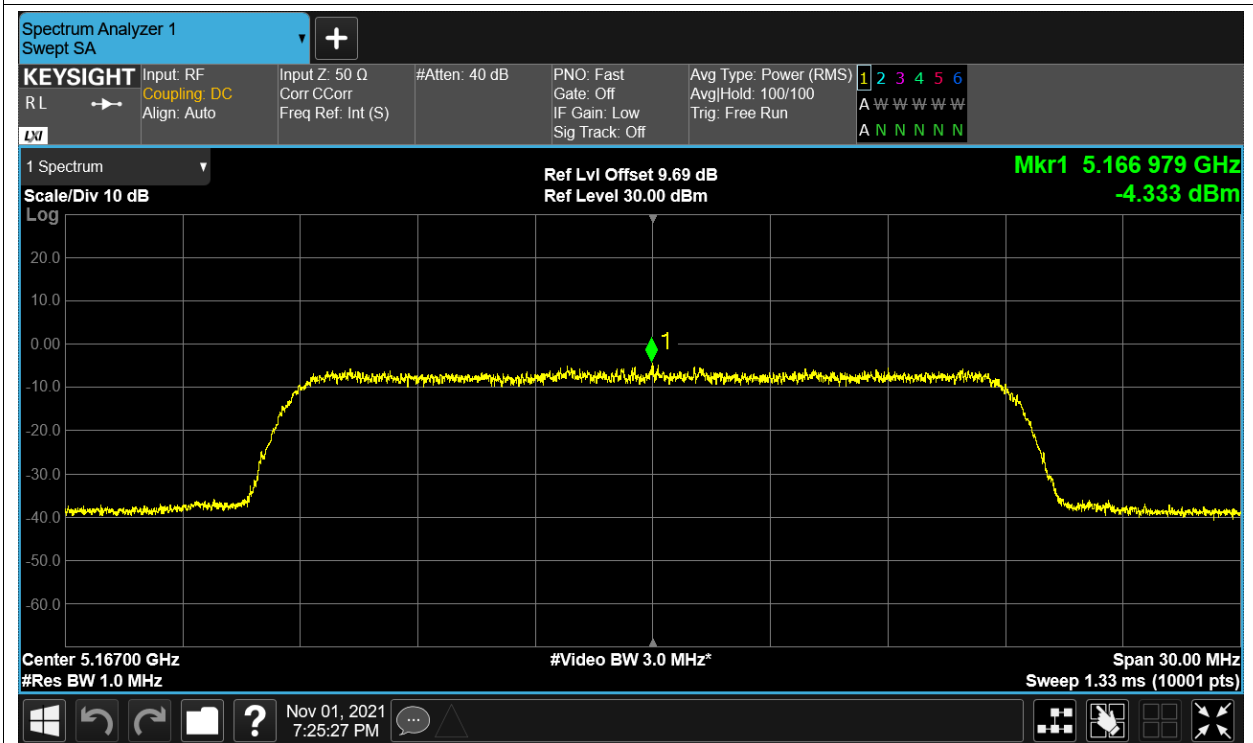 Spectrum Analyzer 1
Swept SA
KEYSIGHT
RL
LXI
Input: RF
Coupling: DC
Align: Auto
Input Z: 50 Ω
Corr CCorr
Freq Ref: Int (S)
#Atten: 40 dB
PNO: Fast
Gate: Off
IF Gain: Low
Sig Track: Off
Avg Type: Power (RMS)
Avg|Hold: 100/100
Trig: Free Run
1 2 3 4 5 6
A W W W W W
A N N N N N
1 Spectrum
Scale/Div 10 dB
Ref Lvl Offset 9.69 dB
Ref Level 30.00 dBm
Mkr1 5.166 979 GHz
-4.333 dBm
Log
20.0
10.0
0.00
-10.0
-20.0
-30.0
-40.0
-50.0
-60.0
1
Center 5.16700 GHz
#Res BW 1.0 MHz
#Video BW 3.0 MHz*
Span 30.00 MHz
Sweep 1.33 ms (10001 pts)
?
Nov 01, 2021
7:25:27 PM